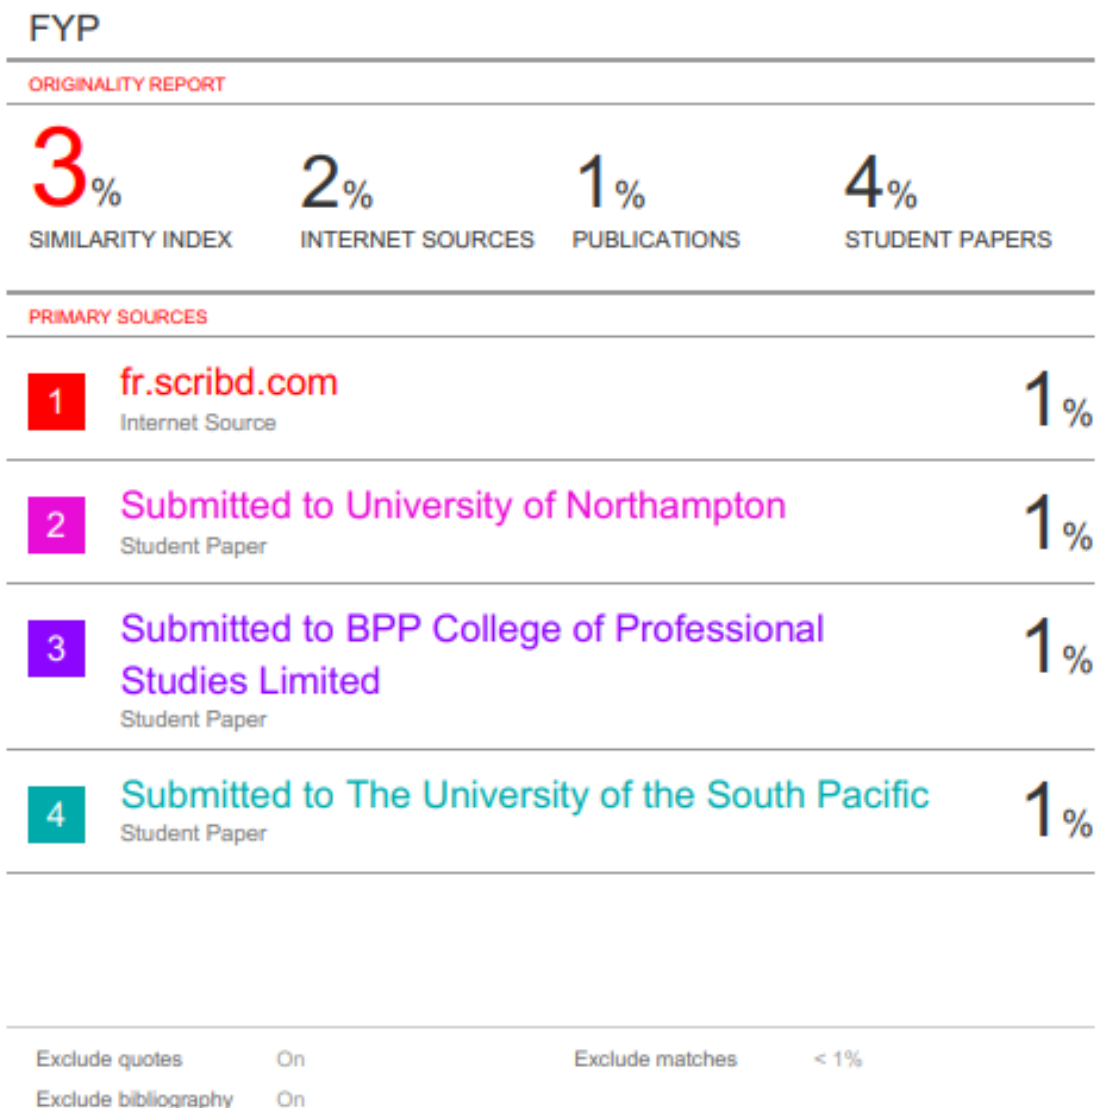 FYP
ORIGINALITY REPORT
3% 2% 1% 4%
SIMILARITY INDEX INTERNET SOURCES PUBLICATIONS STUDENT PAPERS
PRIMARY SOURCES
1 fr.scribd.com 1%
Internet Source
2 Submitted to University of Northampton 1%
Student Paper
3 Submitted to BPP College of Professional 1%
Studies Limited
Student Paper
4 Submitted to The University of the South Pacific 1%
Student Paper
Exclude quotes On Exclude matches < 1%
Exclude bibliography On